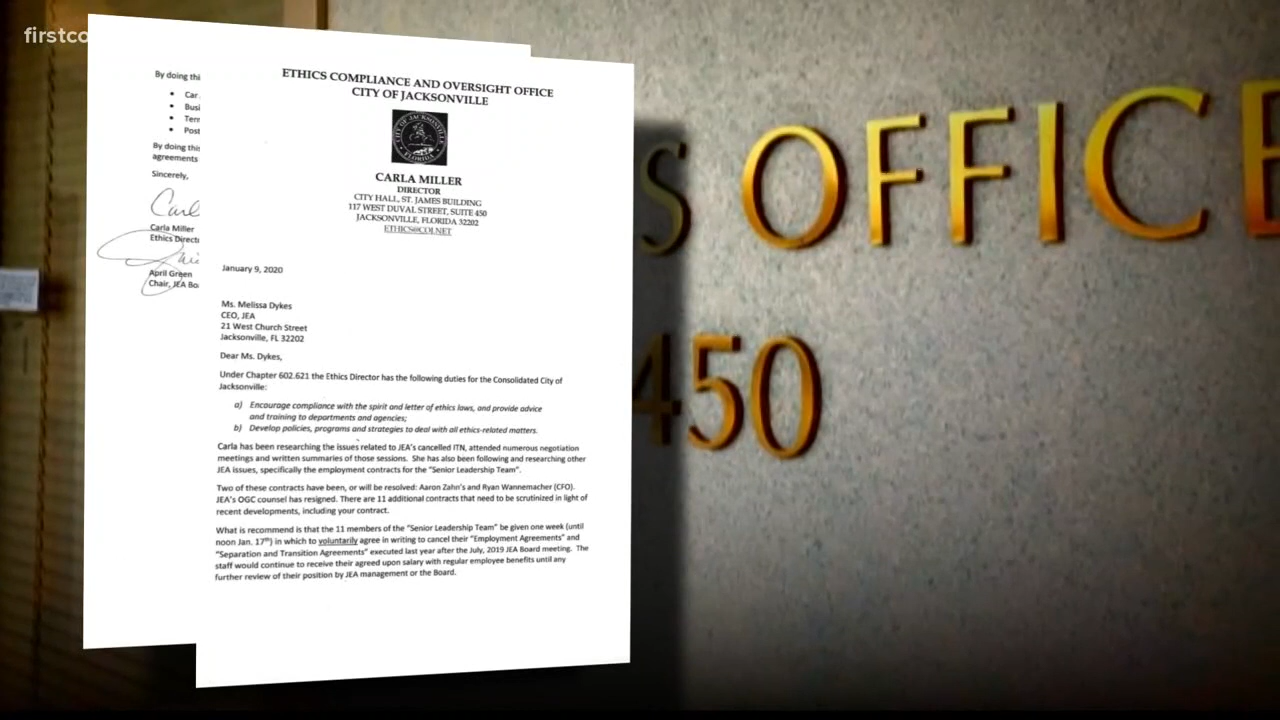 firstco
By doing thi
• Car
• Busi
• Tern
• Post
By doing this
agreements
Sincerely,
Carl
Carla Miller
Ethics Directo
April Green
Chair, JEA Bo
ETHICS COMPLIANCE AND OVERSIGHT OFFICE
CITY OF JACKSONVILLE
CITY OF JACKSONVILLE
FLORIDA
CARLA MILLER
DIRECTOR
CITY HALL, ST. JAMES BUILDING
117 WEST DUVAL STREET, SUITE 450
JACKSONVILLE, FLORIDA 32202
ETHICS@COJ.NET
January 9, 2020
Ms. Melissa Dykes
CEO, JEA
21 West Church Street
Jacksonville, FL 32202
Dear Ms. Dykes,
Under Chapter 602.621 the Ethics Director has the following duties for the Consolidated City of
Jacksonville:
a) Encourage compliance with the spirit and letter of ethics laws, and provide advice
and training to departments and agencies;
b) Develop policies, programs and strategies to deal with all ethics-related matters.
Carla has been researching the issues related to JEA's cancelled ITN, attended numerous negotiation
meetings and written summaries of those sessions. She has also been following and researching other
JEA issues, specifically the employment contracts for the "Senior Leadership Team".
Two of these contracts have been, or will be resolved: Aaron Zahn's and Ryan Wannemacher (CFO).
JEA's OGC counsel has resigned. There are 11 additional contracts that need to be scrutinized in light of
recent developments, including your contract.
What is recommend is that the 11 members of the "Senior Leadership Team" be given one week (until
noon Jan. 17th) in which to voluntarily agree in writing to cancel their "Employment Agreements" and
"Separation and Transition Agreements" executed last year after the July, 2019 JEA Board meeting. The
staff would continue to receive their agreed upon salary with regular employee benefits until any
further review of their position by JEA management or the Board.
S OFFICE
450